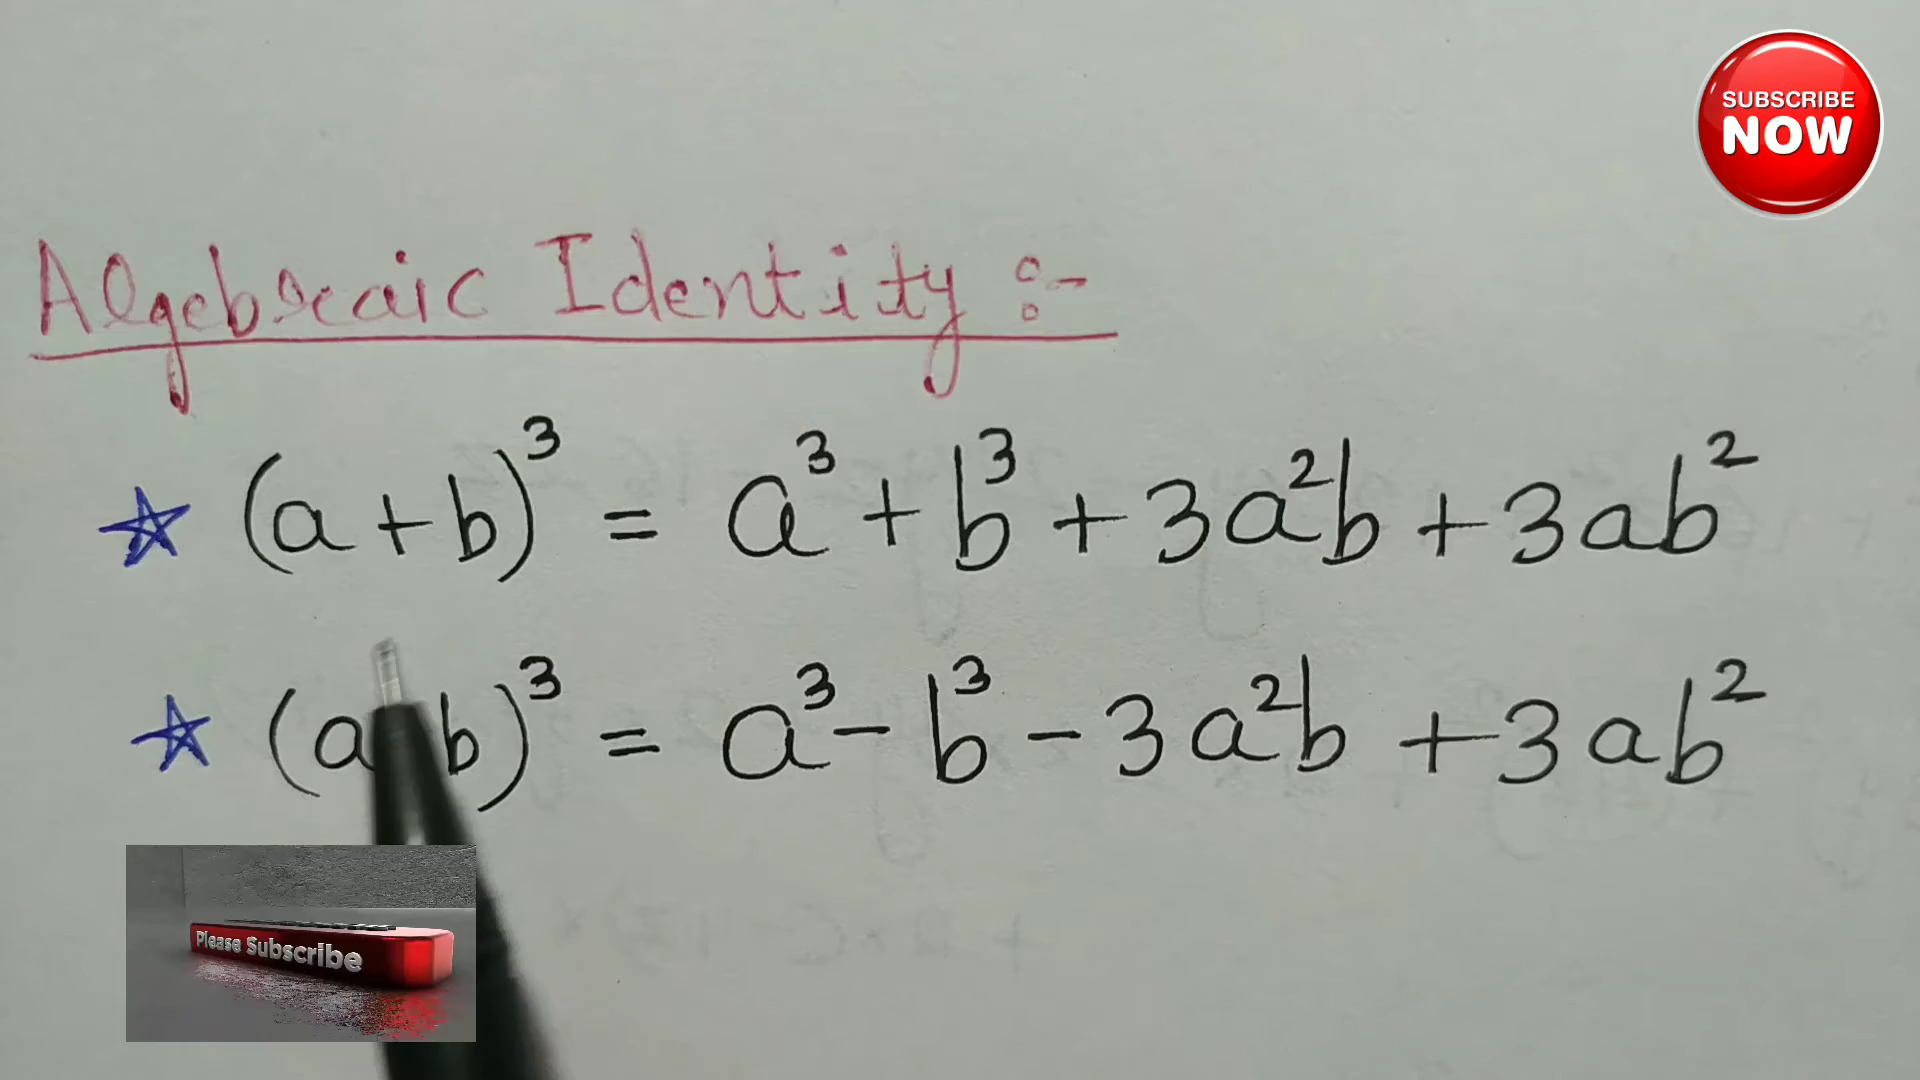 SUBSCRIBE
NOW
Algebraic Identity :-
(a+b)³ = a³ + b³ + 3a²b + 3ab²
(a b)³ = a³ - b³ - 3a²b + 3ab²
Please Subscribe